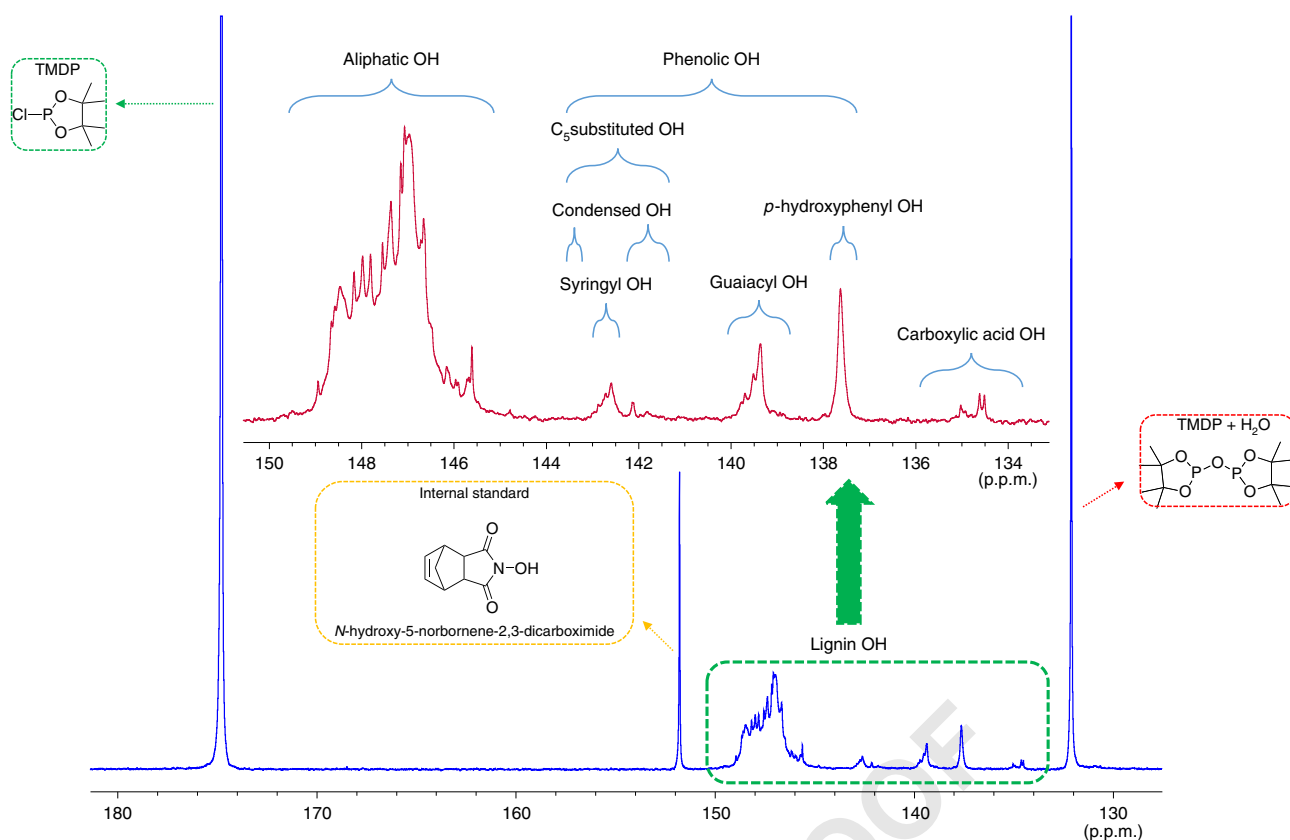 TMDP
Cl
P
O
O
Aliphatic OH
Phenolic OH
C₅substituted OH
Condensed OH
Syringyl OH
Guaiacyl OH
p-hydroxyphenyl OH
Carboxylic acid OH
150 148 146 144 142 140 138 136 134
(p.p.m.)
TMDP + H₂O
O O O
P P
O O
Internal standard
O
N OH
O
N-hydroxy-5-norbornene-2,3-dicarboximide
Lignin OH
OOF
180 170 160 150 140 130
(p.p.m.)